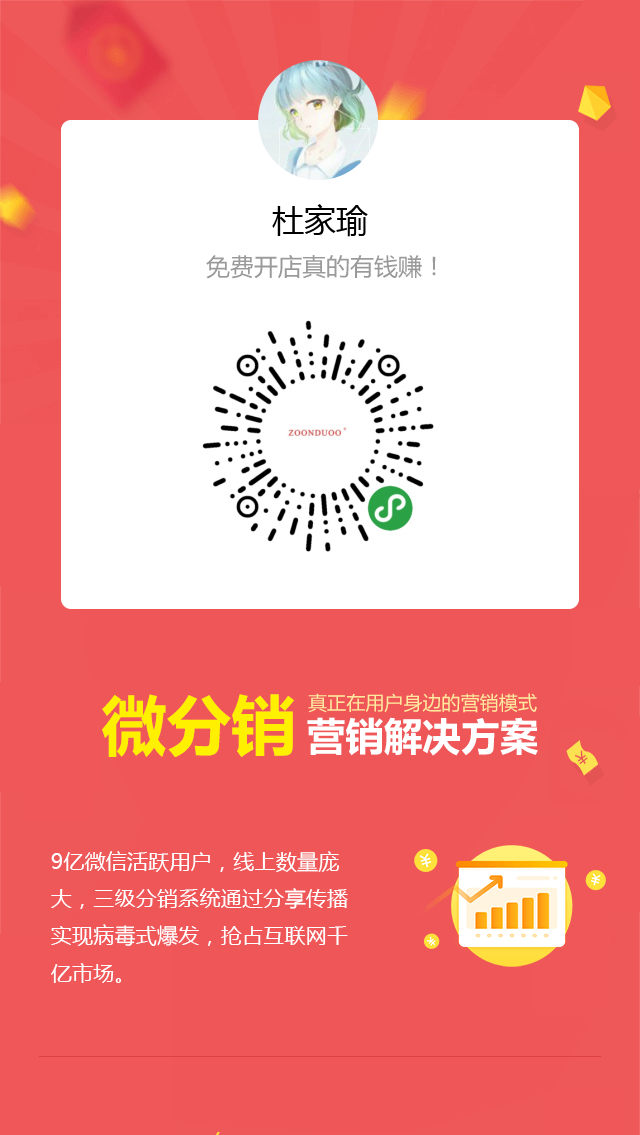 杜家瑜
免费开店真的有钱赚！
ZOONDUOO
微分销
真正在用户身边的营销模式
营销解决方案
9亿微信活跃用户，线上数量庞
大，三级分销系统通过分享传播
实现病毒式爆发，抢占互联网千
亿市场。